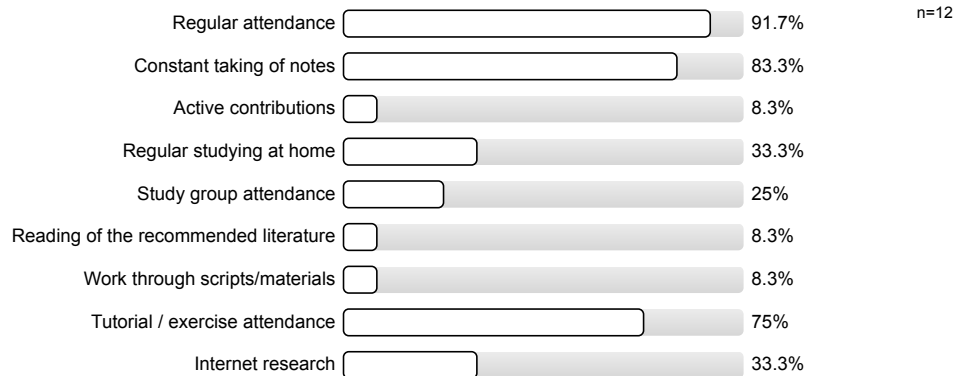 Regular attendance 91.7% n=12
Constant taking of notes 83.3%
Active contributions 8.3%
Regular studying at home 33.3%
Study group attendance 25%
Reading of the recommended literature 8.3%
Work through scripts/materials 8.3%
Tutorial / exercise attendance 75%
Internet research 33.3%